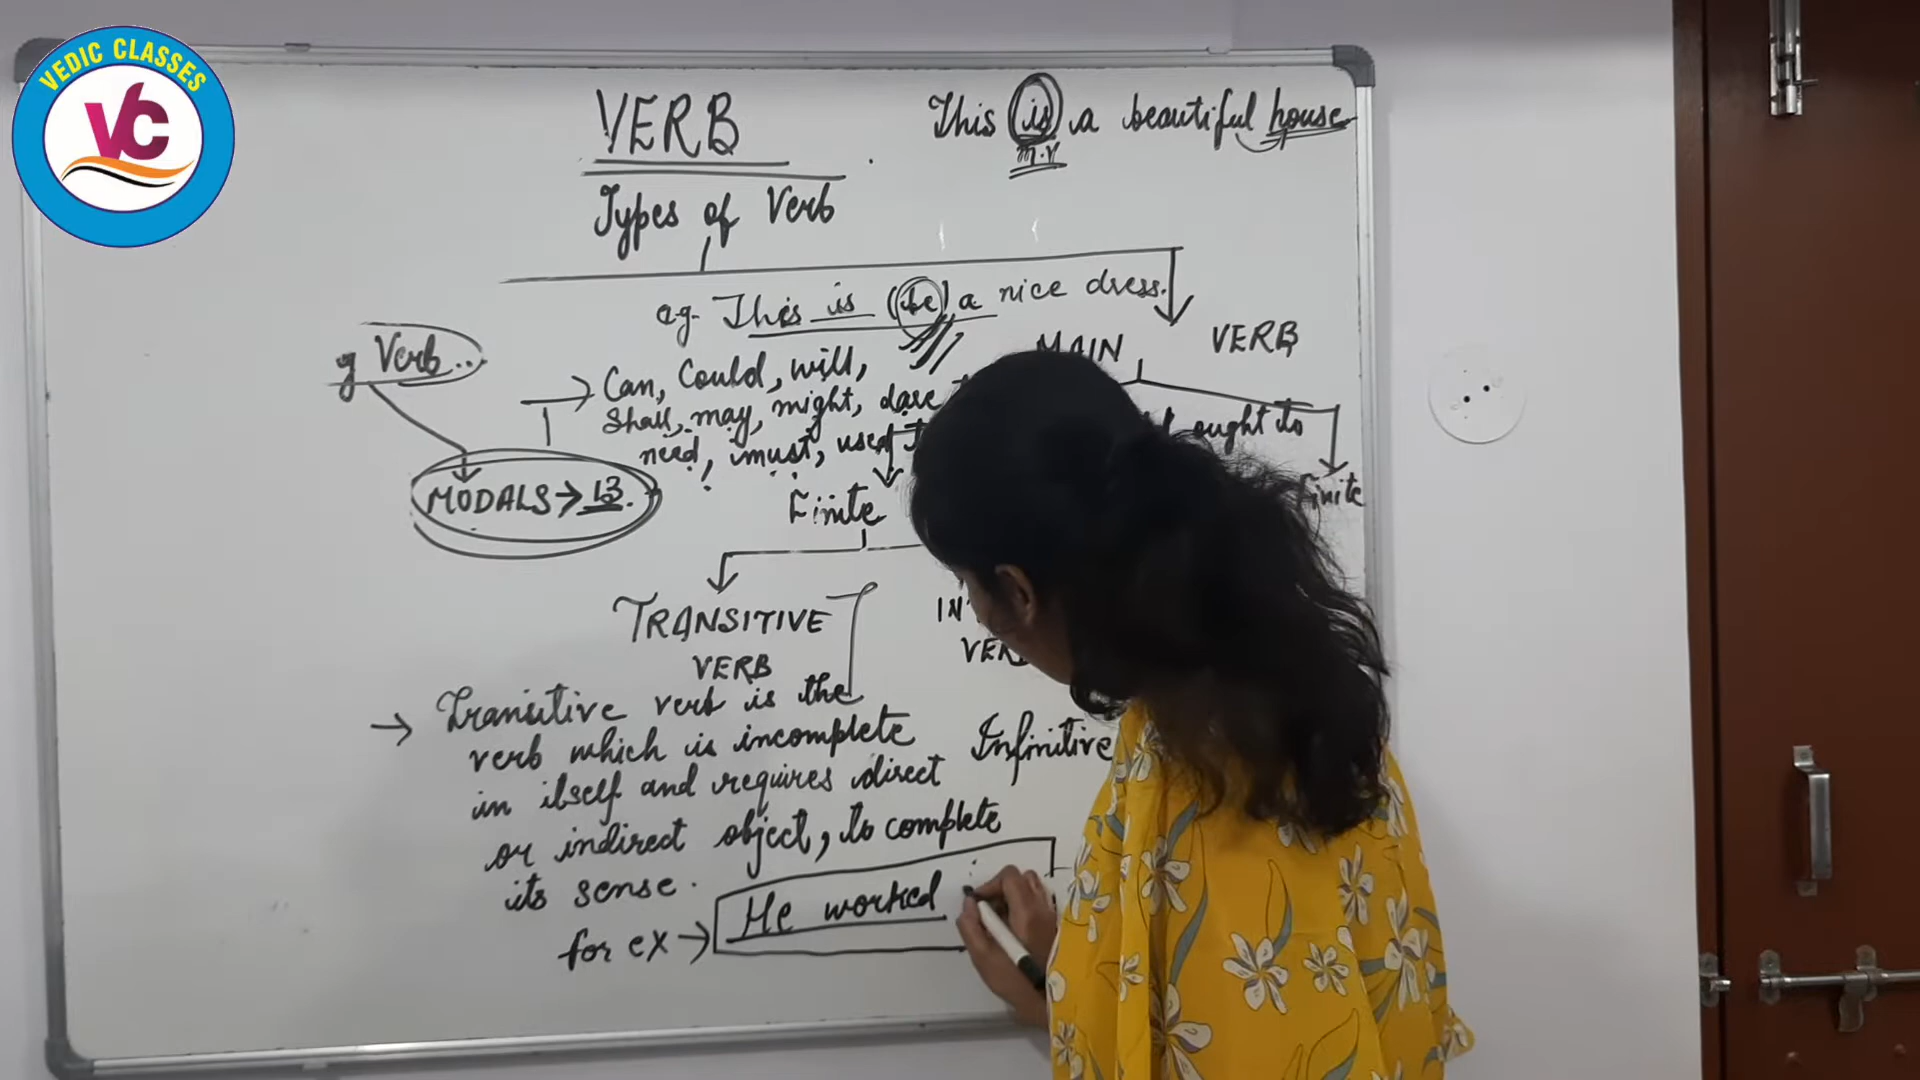 VEDIC CLASSES
VC
VERB
This is a beautiful house
m.v
Types of Verb
e.g. This is (be) a nice dress.
g Verb..
MAIN VERB
Can, Could, will,
Shall, may, might, dare
need, must, used ought to
MODALS → 13.
Finite
Finite
TRANSITIVE
VERB
IN
VERB
→ Transitive verb is the
verb which is incomplete
in itself and requires direct
or indirect object, to complete
its sense.
Infinitive
for ex → He worked